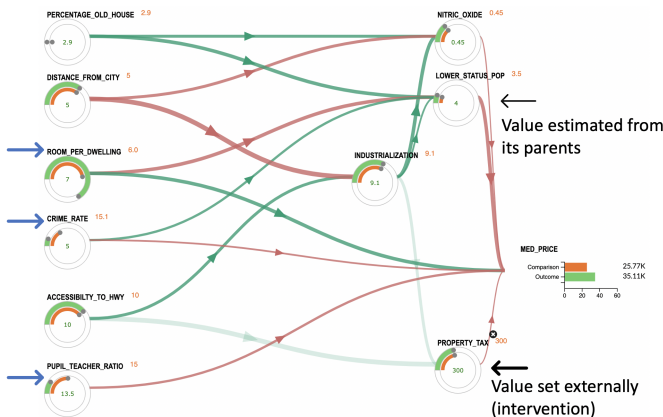 PERCENTAGE_OLD_HOUSE 2.9
2.9
NITRIC_OXIDE 0.45
0.45
DISTANCE_FROM_CITY 5
5
LOWER_STATUS_POP 3.5
4
Value estimated from
its parents
ROOM_PER_DWELLING 6.0
7
INDUSTRIALIZATION 9.1
9.1
CRIME_RATE 15.1
5
MED_PRICE
Comparison 25.77K
Outcome 35.11K
0 20 40 60
ACCESSIBILTY_TO_HWY 10
10
PROPERTY_TAX 300
300
PUPIL_TEACHER_RATIO 15
13.5
Value set externally
(intervention)